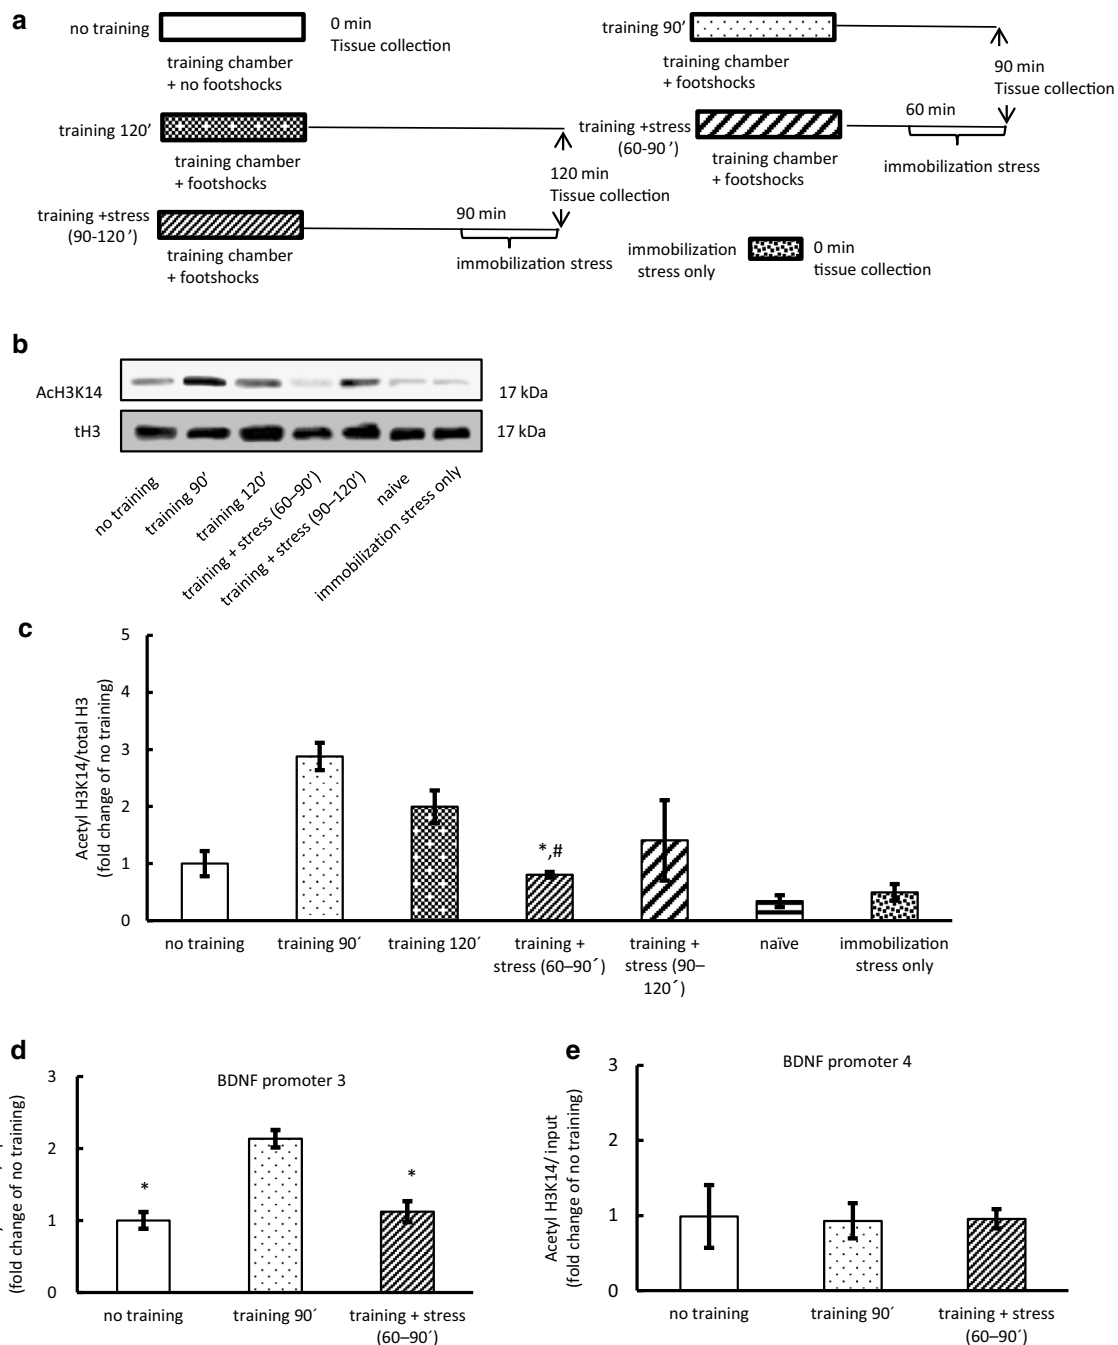 a
no training
0 min
Tissue collection
training chamber
+ no footshocks
training 120’
training chamber
+ footshocks
120 min
Tissue collection
training +stress
(90-120 ’)
90 min
training chamber
+ footshocks
immobilization stress
training 90’
training chamber
+ footshocks
90 min
Tissue collection
training +stress
(60-90 ’)
60 min
training chamber
+ footshocks
immobilization stress
immobilization
stress only
0 min
tissue collection
b
AcH3K14
17 kDa
tH3
17 kDa
no training
training 90’
training 120’
training + stress (60–90’)
training + stress (90–120’)
naive
immobilization stress only
c
Acetyl H3K14/total H3
(fold change of no training)
5
4
3
2
1
0
*,#
no training
training 90´
training 120´
training +
stress (60–90´)
training +
stress (90–
120´)
naïve
immobilization
stress only
d
BDNF promoter 3
(fold change of no training)
3
2
1
0
*
*
no training
training 90´
training + stress
(60–90´)
e
BDNF promoter 4
Acetyl H3K14/ input
(fold change of no training)
3
2
1
0
no training
training 90´
training + stress
(60–90´)